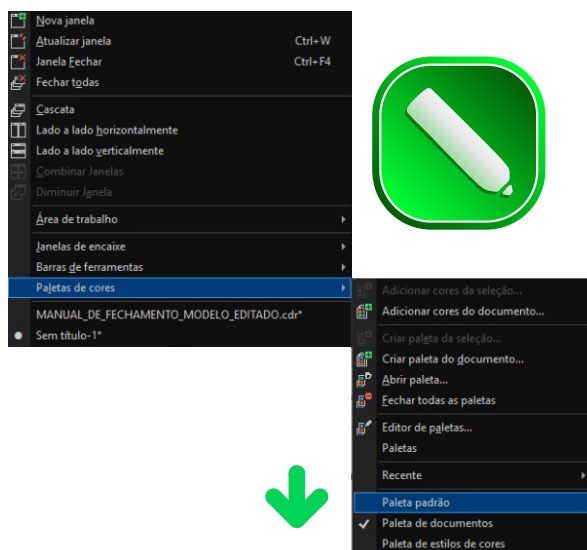 Nova janela
Atualizar janela Ctrl+W
Janela Fechar Ctrl+F4
Fechar todas
Cascata
Lado a lado horizontalmente
Lado a lado verticalmente
Combinar Janelas
Diminuir Janela
Área de trabalho
Janelas de encaixe
Barras de ferramentas
Paletas de cores
MANUAL_DE_FECHAMENTO_MODELO_EDITADO.cdr*
Sem título-1*
Adicionar cores da seleção...
Adicionar cores do documento...
Criar paleta da seleção...
Criar paleta do documento...
Abrir paleta...
Fechar todas as paletas
Editor de paletas...
Paletas
Recente
Paleta padrão
Paleta de documentos
Paleta de estilos de cores